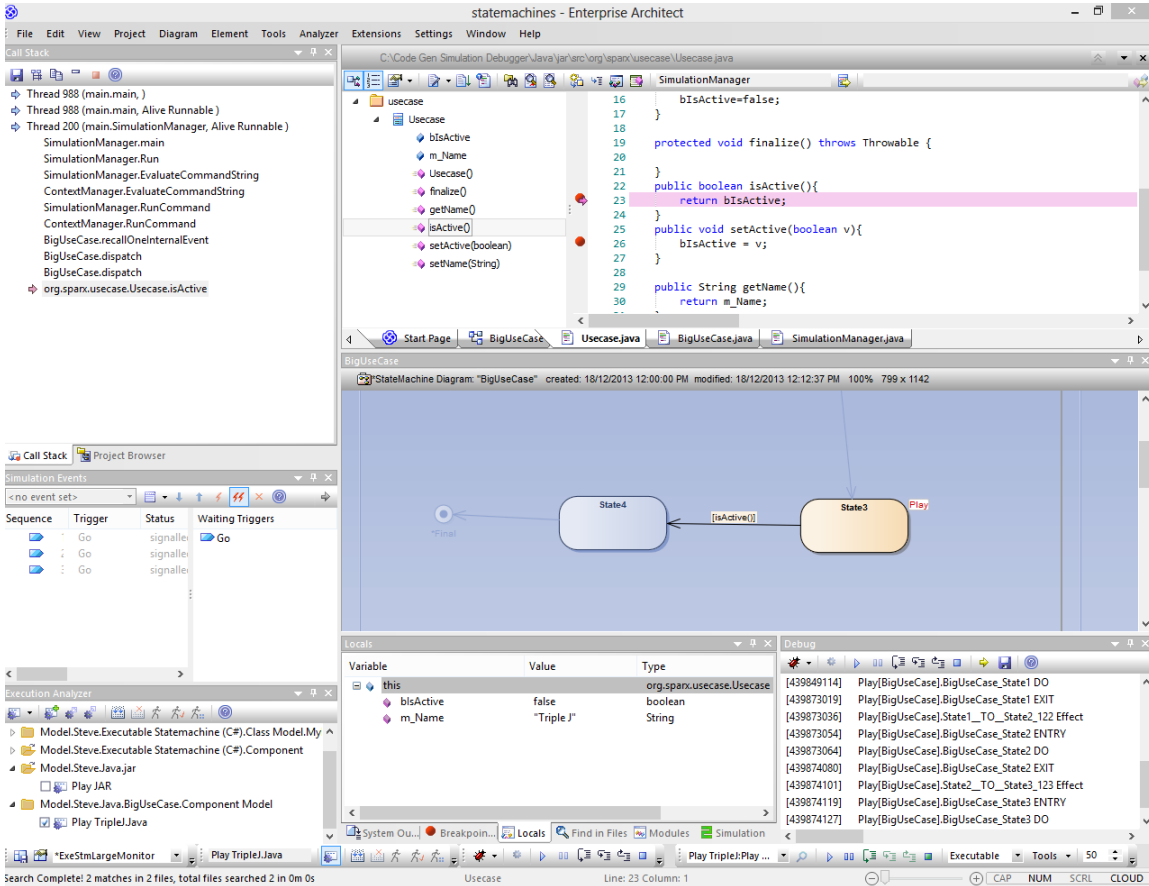 statemachines - Enterprise Architect
File Edit View Project Diagram Element Tools Analyzer Extensions Settings Window Help
Call Stack
Thread 988 (main.main, )
Thread 988 (main.main, Alive Runnable )
Thread 200 (main.SimulationManager, Alive Runnable )
SimulationManager.main
SimulationManager.Run
SimulationManager.EvaluateCommandString
ContextManager.EvaluateCommandString
SimulationManager.RunCommand
ContextManager.RunCommand
BigUseCase.recallOneInternalEvent
BigUseCase.dispatch
BigUseCase.dispatch
org.sparx.usecase.Usecase.isActive
Call Stack Project Browser
C:\Code Gen Simulation Debugger\Java\jar\src\org\sparx\usecase\Usecase.java
SimulationManager
usecase
Usecase
bIsActive
m_Name
Usecase()
finalize()
getName()
isActive()
setActive(boolean)
setName(String)
16 bIsActive=false;
17 }
18
19 protected void finalize() throws Throwable {
20
21 }
22 public boolean isActive(){
23 return bIsActive;
24 }
25 public void setActive(boolean v){
26 bIsActive = v;
27 }
28
29 public String getName(){
30 return m_Name;
Start Page BigUseCase Usecase.java BigUseCase.java SimulationManager.java
BigUseCase
*StateMachine Diagram: "BigUseCase" created: 18/12/2013 12:00:00 PM modified: 18/12/2013 12:12:37 PM 100% 799 x 1142
State4
[isActive()]
State3
Play
*Final
Simulation Events
<no event set>
Sequence Trigger Status Waiting Triggers
Go signalle Go
Go signalle
Go signalle
Execution Analyzer
Model.Steve.Executable Statemachine (C#).Class Model.My
Model.Steve.Executable Statemachine (C#).Component
Model.Steve.Java.jar
Play JAR
Model.Steve.Java.BigUseCase.Component Model
Play TripleJ.Java
Locals
Variable Value Type
this org.sparx.usecase.Usecase
bIsActive false boolean
m_Name "Triple J" String
System Ou... Breakpoin... Locals Find in Files Modules Simulation
Debug
[439849114] Play[BigUseCase].BigUseCase_State1 DO
[439873019] Play[BigUseCase].BigUseCase_State1 EXIT
[439873036] Play[BigUseCase].State1__TO__State2_122 Effect
[439873054] Play[BigUseCase].BigUseCase_State2 ENTRY
[439873064] Play[BigUseCase].BigUseCase_State2 DO
[439874080] Play[BigUseCase].BigUseCase_State2 EXIT
[439874101] Play[BigUseCase].State2__TO__State3_123 Effect
[439874119] Play[BigUseCase].BigUseCase_State3 ENTRY
[439874127] Play[BigUseCase].BigUseCase_State3 DO
*ExeStmLargeMonitor Play TripleJ.Java Play TripleJ:Play ... Executable Tools 50
Search Complete! 2 matches in 2 files, total files searched 2 in 0m 0s Usecase Line: 23 Column: 1 CAP NUM SCRL CLOUD